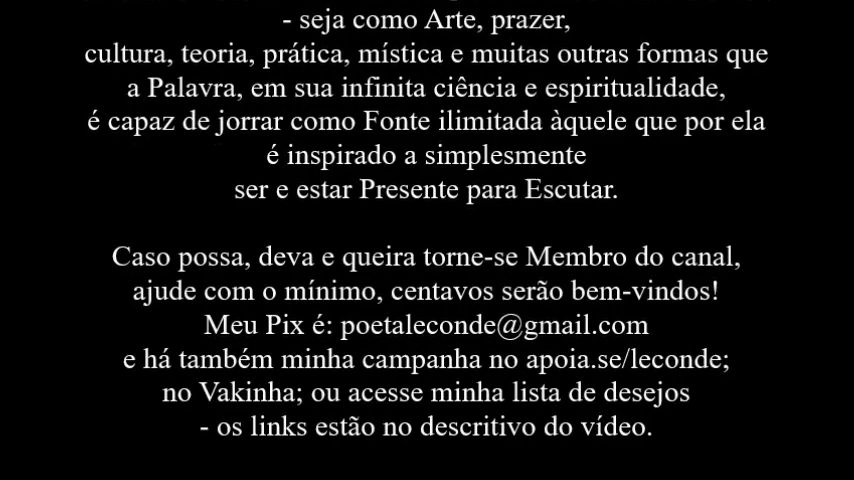 - seja como Arte, prazer,
cultura, teoria, prática, mística e muitas outras formas que
a Palavra, em sua infinita ciência e espiritualidade,
é capaz de jorrar como Fonte ilimitada àquele que por ela
é inspirado a simplesmente
ser e estar Presente para Escutar.
Caso possa, deva e queira torne-se Membro do canal,
ajude com o mínimo, centavos serão bem-vindos!
Meu Pix é: poetaleconde@gmail.com
e há também minha campanha no apoia.se/leconde;
no Vakinha; ou acesse minha lista de desejos
- os links estão no descritivo do vídeo.